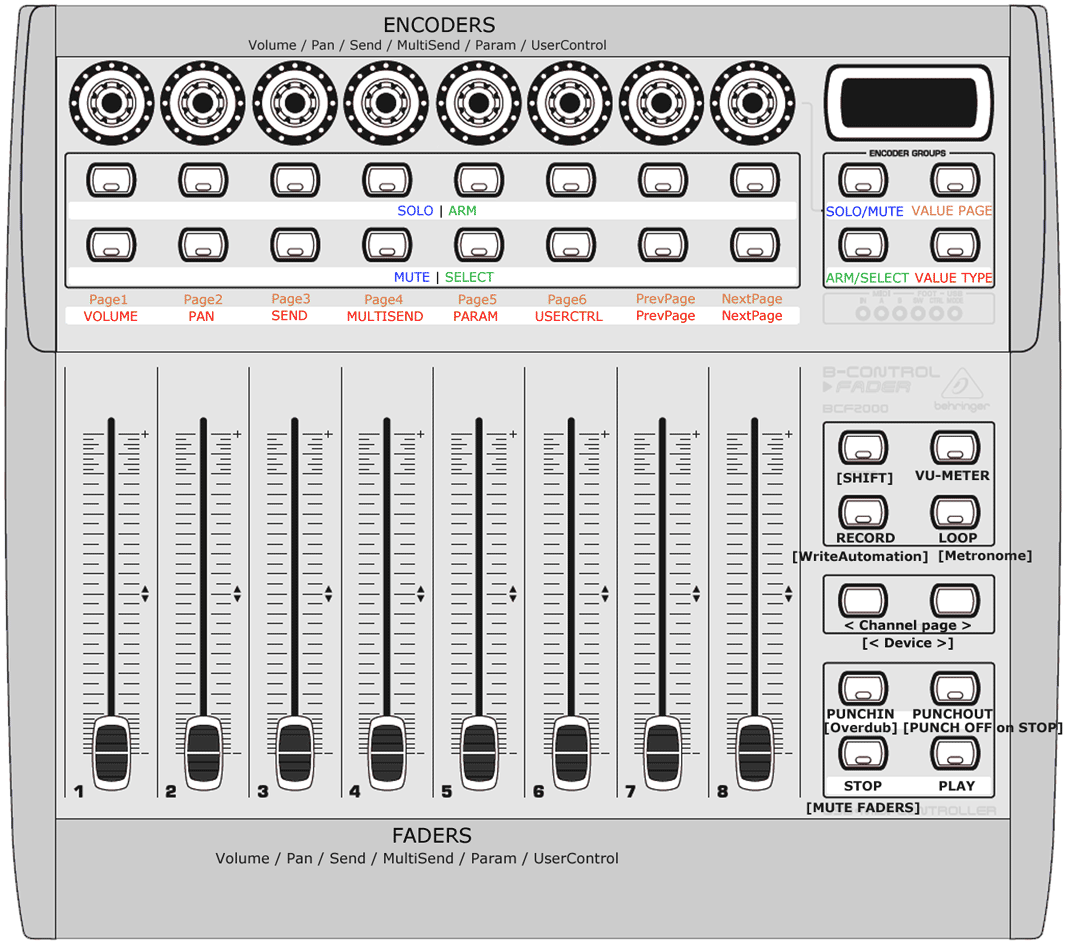 ENCODERS
Volume / Pan / Send / MultiSend / Param / UserControl
ENCODER GROUPS
SOLO | ARM
SOLO/MUTE VALUE PAGE
MUTE | SELECT
ARM/SELECT VALUE TYPE
Page1 Page2 Page3 Page4 Page5 Page6 PrevPage NextPage
VOLUME PAN SEND MULTISEND PARAM USERCTRL PrevPage NextPage
B-CONTROL
FADER
BCF2000
behringer
+ + + + + + + +
[SHIFT] VU-METER
RECORD LOOP
[WriteAutomation] [Metronome]
< Channel page >
[< Device >]
PUNCHIN PUNCHOUT
[Overdub] [PUNCH OFF on STOP]
- - - - - - - -
STOP PLAY
1 2 3 4 5 6 7 8
[MUTE FADERS]
CONTROLLER
FADERS
Volume / Pan / Send / MultiSend / Param / UserControl